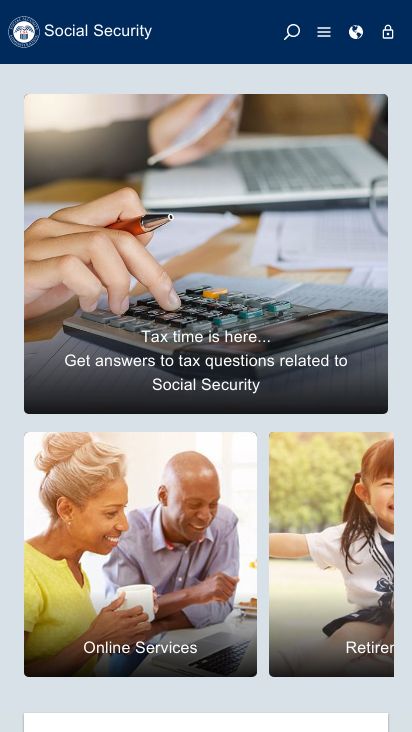 Social Security
Tax time is here...
Get answers to tax questions related to
Social Security
Online Services
Retirer